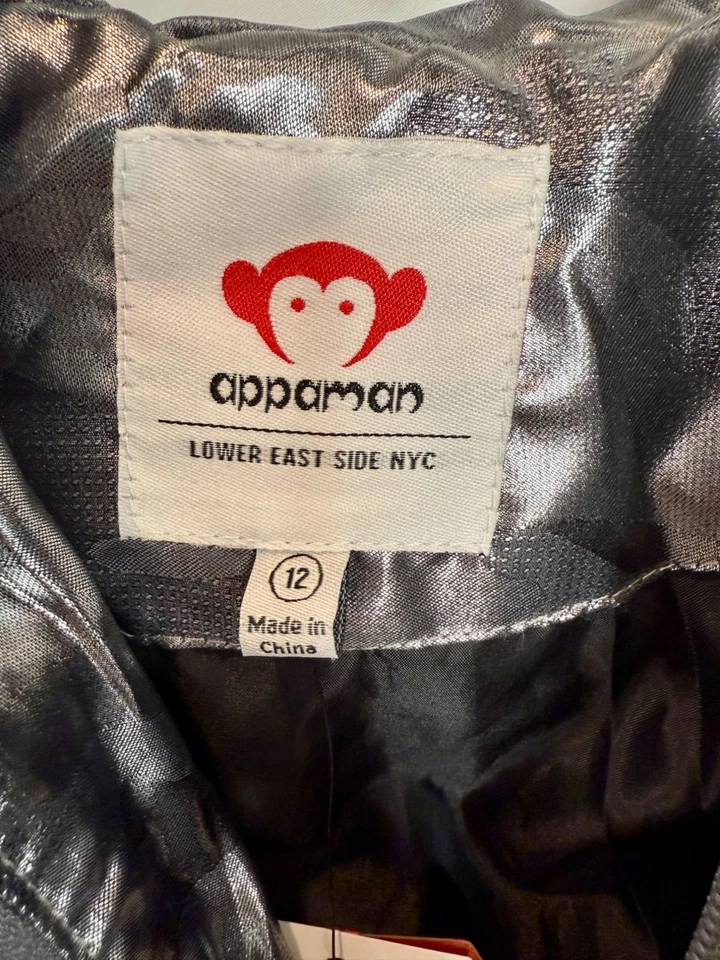 appaman
LOWER EAST SIDE NYC
12
Made in
China